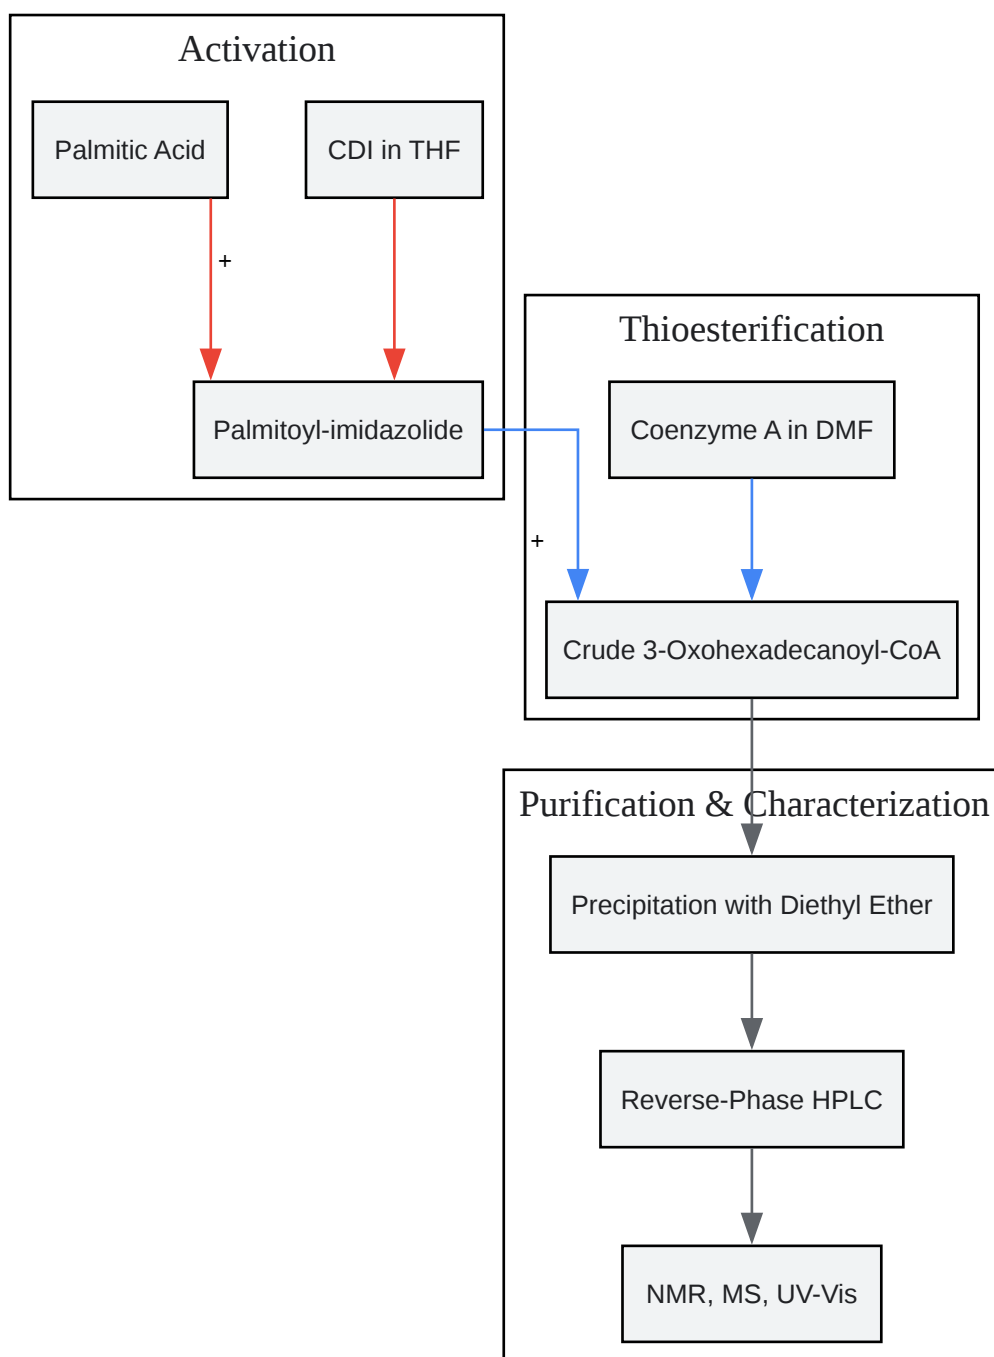 Activation
Palmitic Acid
CDI in THF
+
Palmitoyl-imidazolide
Thioesterification
Coenzyme A in DMF
+
Crude 3-Oxohexadecanoyl-CoA
Purification & Characterization
Precipitation with Diethyl Ether
Reverse-Phase HPLC
NMR, MS, UV-Vis